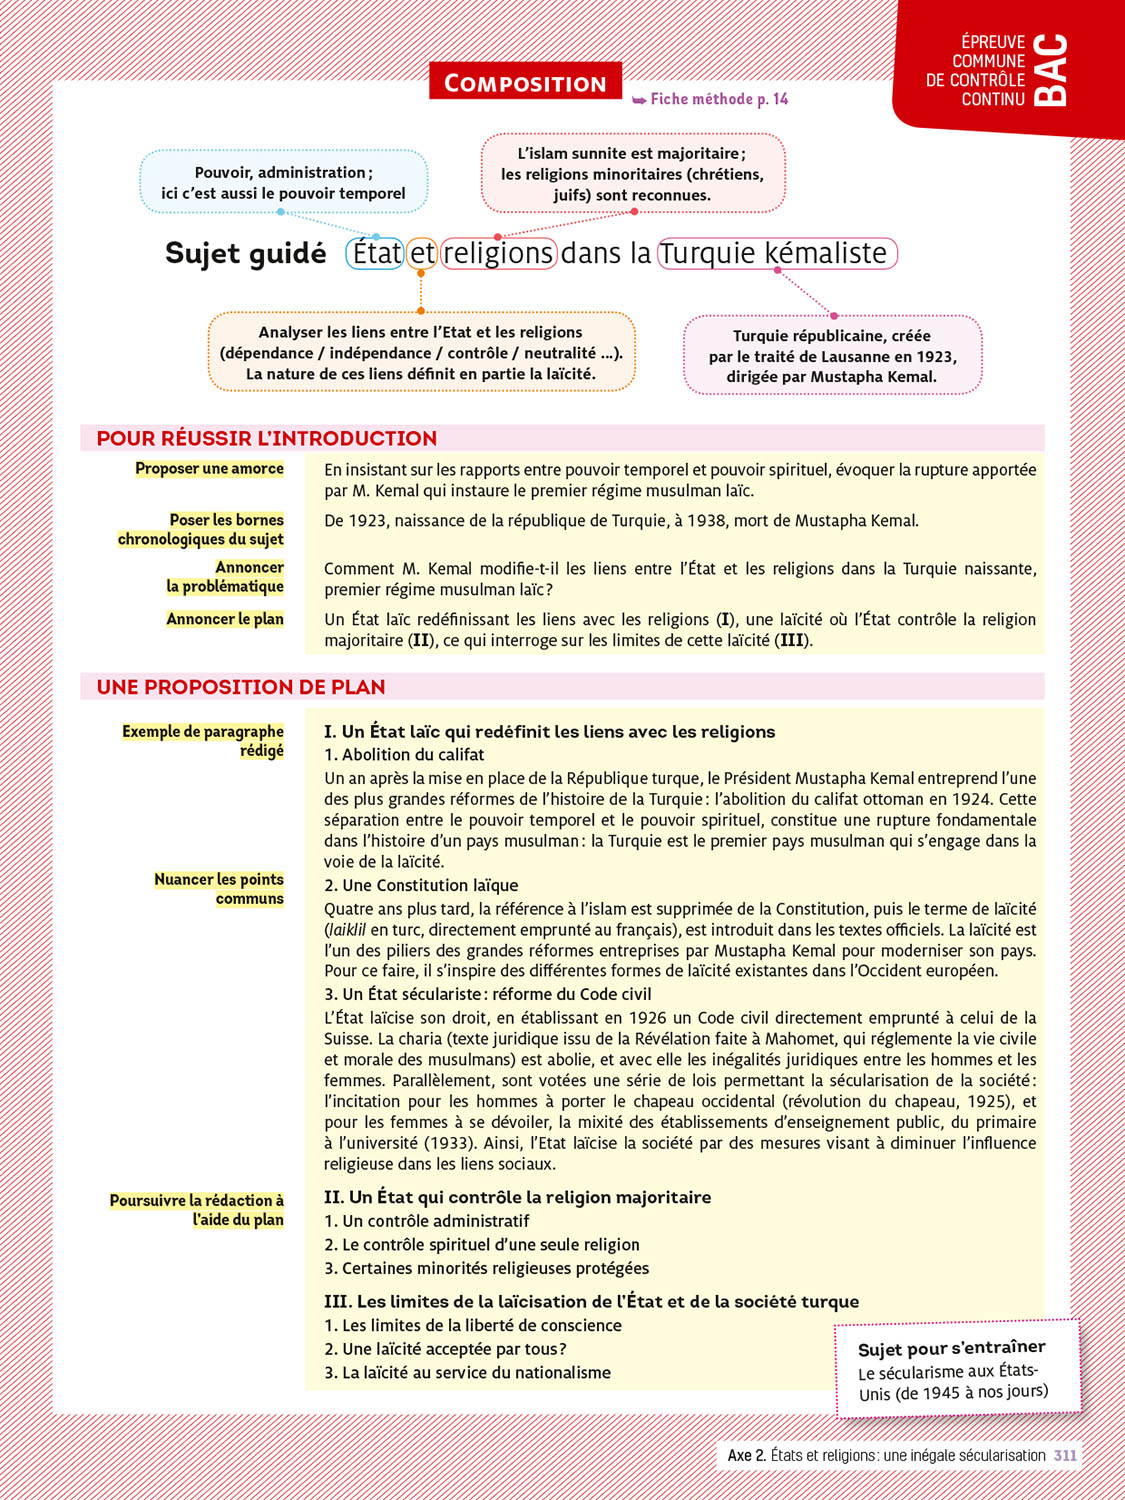 ÉPREUVE
COMMUNE
DE CONTRÔLE
CONTINU
BAC
COMPOSITION
➥ Fiche méthode p. 14
Pouvoir, administration ;
ici c'est aussi le pouvoir temporel
L'islam sunnite est majoritaire ;
les religions minoritaires (chrétiens,
juifs) sont reconnues.
Sujet guidé État et religions dans la Turquie kémaliste
Analyser les liens entre l'Etat et les religions
(dépendance / indépendance / contrôle / neutralité ...).
La nature de ces liens définit en partie la laïcité.
Turquie républicaine, créée
par le traité de Lausanne en 1923,
dirigée par Mustapha Kemal.
POUR RÉUSSIR L'INTRODUCTION
Proposer une amorce
En insistant sur les rapports entre pouvoir temporel et pouvoir spirituel, évoquer la rupture apportée
par M. Kemal qui instaure le premier régime musulman laïc.
Poser les bornes
chronologiques du sujet
De 1923, naissance de la république de Turquie, à 1938, mort de Mustapha Kemal.
Annoncer
la problématique
Comment M. Kemal modifie-t-il les liens entre l'État et les religions dans la Turquie naissante,
premier régime musulman laïc ?
Annoncer le plan
Un État laïc redéfinissant les liens avec les religions (I), une laïcité où l'État contrôle la religion
majoritaire (II), ce qui interroge sur les limites de cette laïcité (III).
UNE PROPOSITION DE PLAN
Exemple de paragraphe
rédigé
I. Un État laïc qui redéfinit les liens avec les religions
1. Abolition du califat
Un an après la mise en place de la République turque, le Président Mustapha Kemal entreprend l'une
des plus grandes réformes de l'histoire de la Turquie : l'abolition du califat ottoman en 1924. Cette
séparation entre le pouvoir temporel et le pouvoir spirituel, constitue une rupture fondamentale
dans l'histoire d'un pays musulman : la Turquie est le premier pays musulman qui s'engage dans la
voie de la laïcité.
Nuancer les points
communs
2. Une Constitution laïque
Quatre ans plus tard, la référence à l'islam est supprimée de la Constitution, puis le terme de laïcité
(laiklil en turc, directement emprunté au français), est introduit dans les textes officiels. La laïcité est
l'un des piliers des grandes réformes entreprises par Mustapha Kemal pour moderniser son pays.
Pour ce faire, il s'inspire des différentes formes de laïcité existantes dans l'Occident européen.
3. Un État séculariste : réforme du Code civil
L'État laïcise son droit, en établissant en 1926 un Code civil directement emprunté à celui de la
Suisse. La charia (texte juridique issu de la Révélation faite à Mahomet, qui réglemente la vie civile
et morale des musulmans) est abolie, et avec elle les inégalités juridiques entre les hommes et les
femmes. Parallèlement, sont votées une série de lois permettant la sécularisation de la société :
l'incitation pour les hommes à porter le chapeau occidental (révolution du chapeau, 1925), et
pour les femmes à se dévoiler, la mixité des établissements d'enseignement public, du primaire
à l'université (1933). Ainsi, l'Etat laïcise la société par des mesures visant à diminuer l'influence
religieuse dans les liens sociaux.
Poursuivre la rédaction à
l'aide du plan
II. Un État qui contrôle la religion majoritaire
1. Un contrôle administratif
2. Le contrôle spirituel d'une seule religion
3. Certaines minorités religieuses protégées
III. Les limites de la laïcisation de l'État et de la société turque
1. Les limites de la liberté de conscience
2. Une laïcité acceptée par tous ?
3. La laïcité au service du nationalisme
Sujet pour s'entraîner
Le sécularisme aux États-
Unis (de 1945 à nos jours)
Axe 2. États et religions : une inégale sécularisation 311